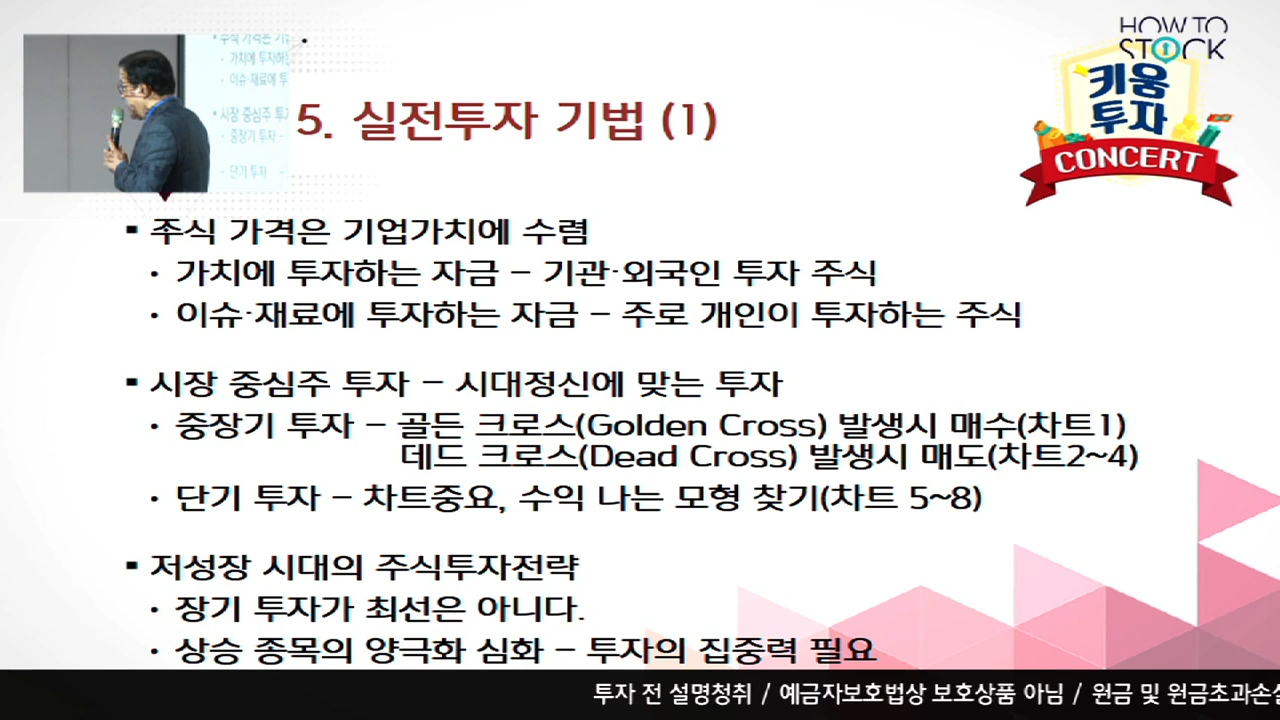 HOW TO
STOCK
키움
투자
CONCERT
5. 실전투자 기법 (1)
▪ 주식 가격은 기업가치에 수렴
• 가치에 투자하는 자금 – 기관·외국인 투자 주식
• 이슈·재료에 투자하는 자금 – 주로 개인이 투자하는 주식
▪ 시장 중심주 투자 – 시대정신에 맞는 투자
• 중장기 투자 – 골든 크로스(Golden Cross) 발생시 매수(차트1)
데드 크로스(Dead Cross) 발생시 매도(차트2~4)
• 단기 투자 – 차트중요, 수익 나는 모형 찾기(차트 5~8)
▪ 저성장 시대의 주식투자전략
• 장기 투자가 최선은 아니다.
• 상승 종목의 양극화 심화 – 투자의 집중력 필요
투자 전 설명청취 / 예금자보호법상 보호상품 아님 / 원금 및 원금초과손실